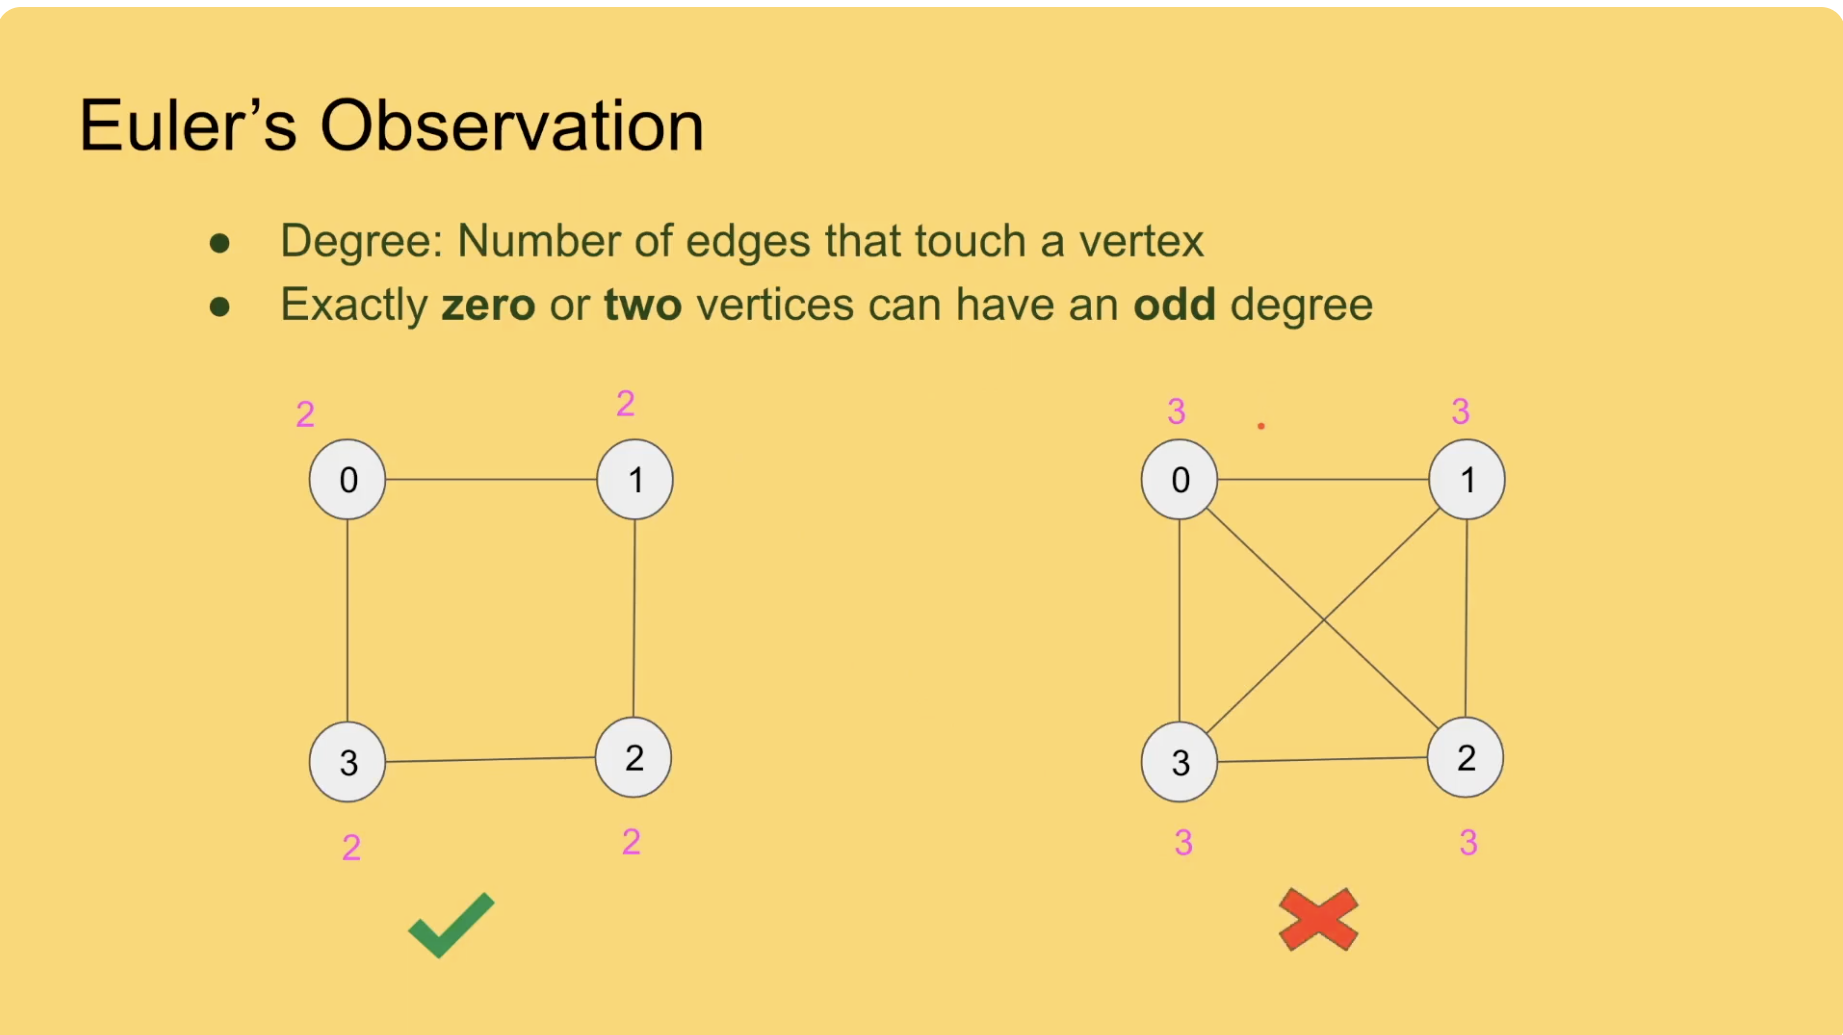 Euler’s Observation
● Degree: Number of edges that touch a vertex
● Exactly zero or two vertices can have an odd degree
2 2 3 3
0 1 0 1
3 2 3 2
2 2 3 3